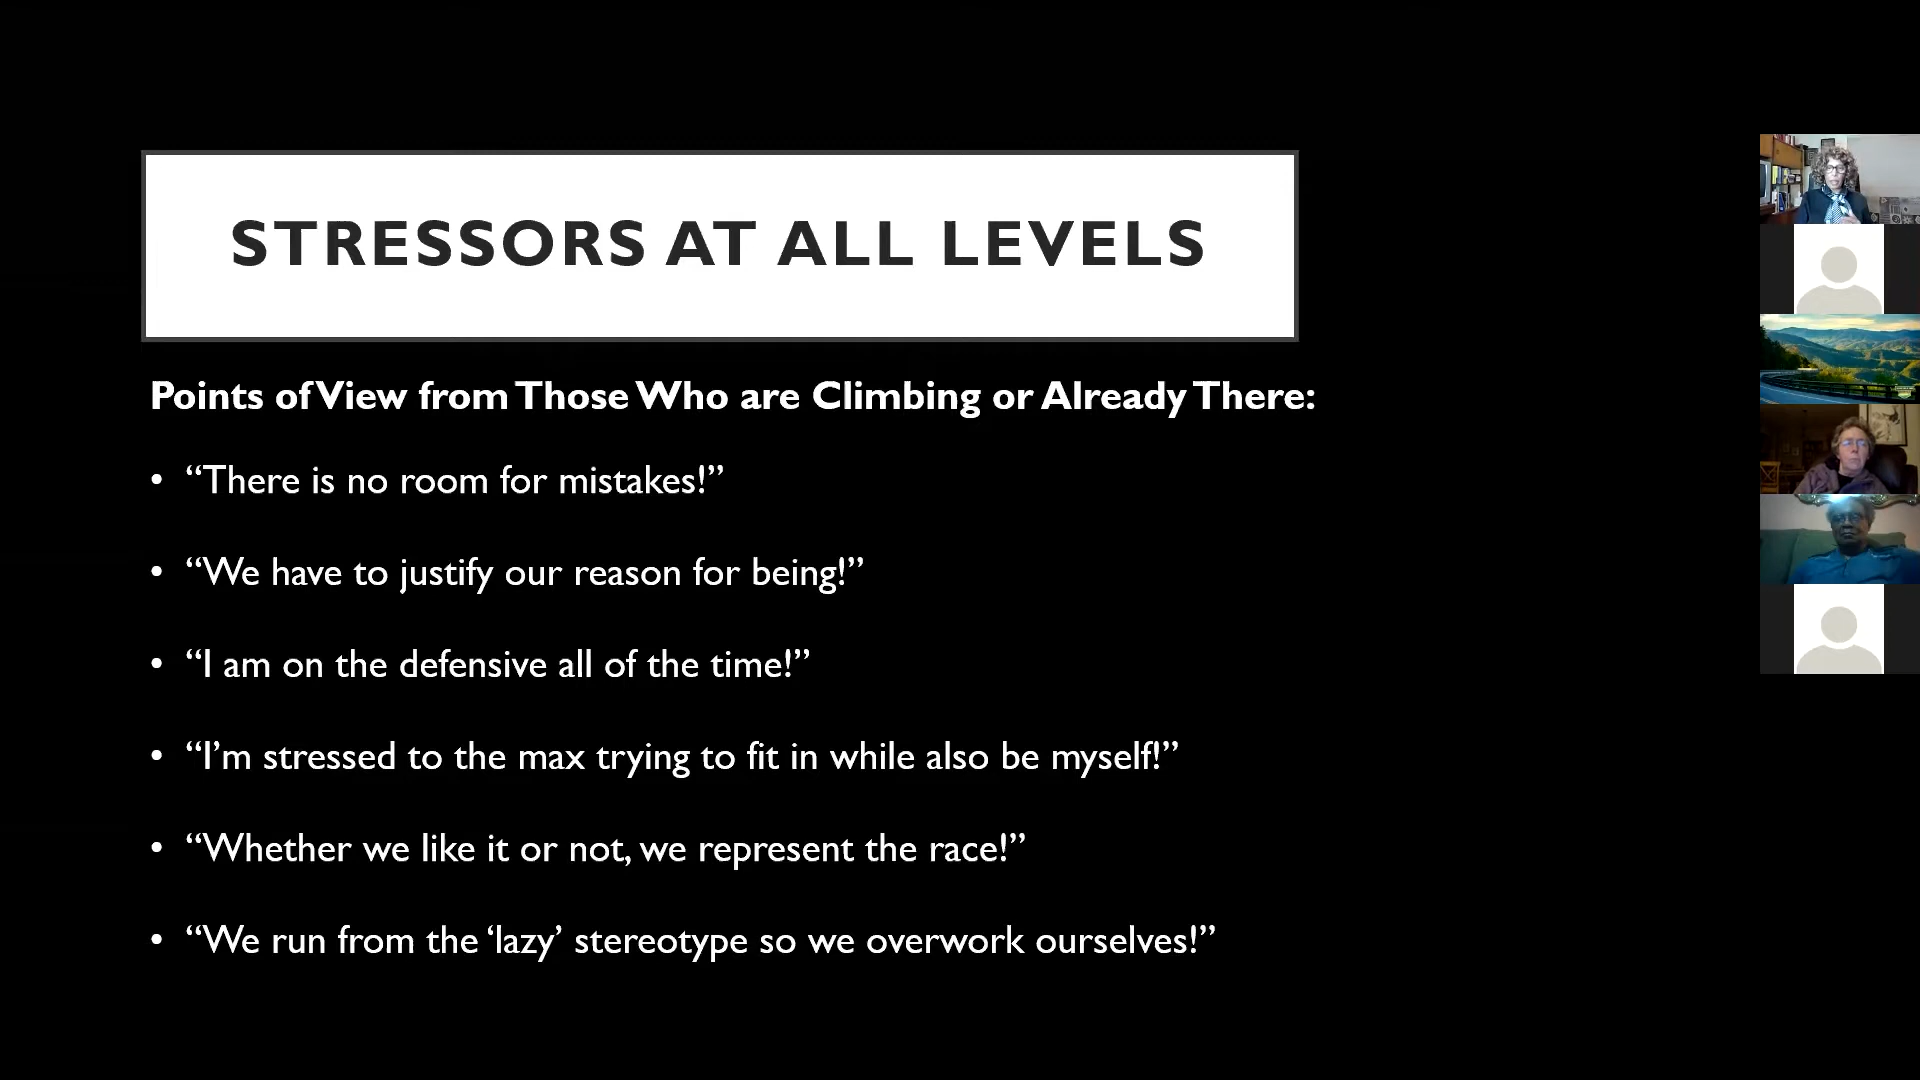 STRESSORS AT ALL LEVELS
Points of View from Those Who are Climbing or Already There:
• “There is no room for mistakes!”
• “We have to justify our reason for being!”
• “I am on the defensive all of the time!”
• “I’m stressed to the max trying to fit in while also be myself!”
• “Whether we like it or not, we represent the race!”
• “We run from the ‘lazy’ stereotype so we overwork ourselves!”